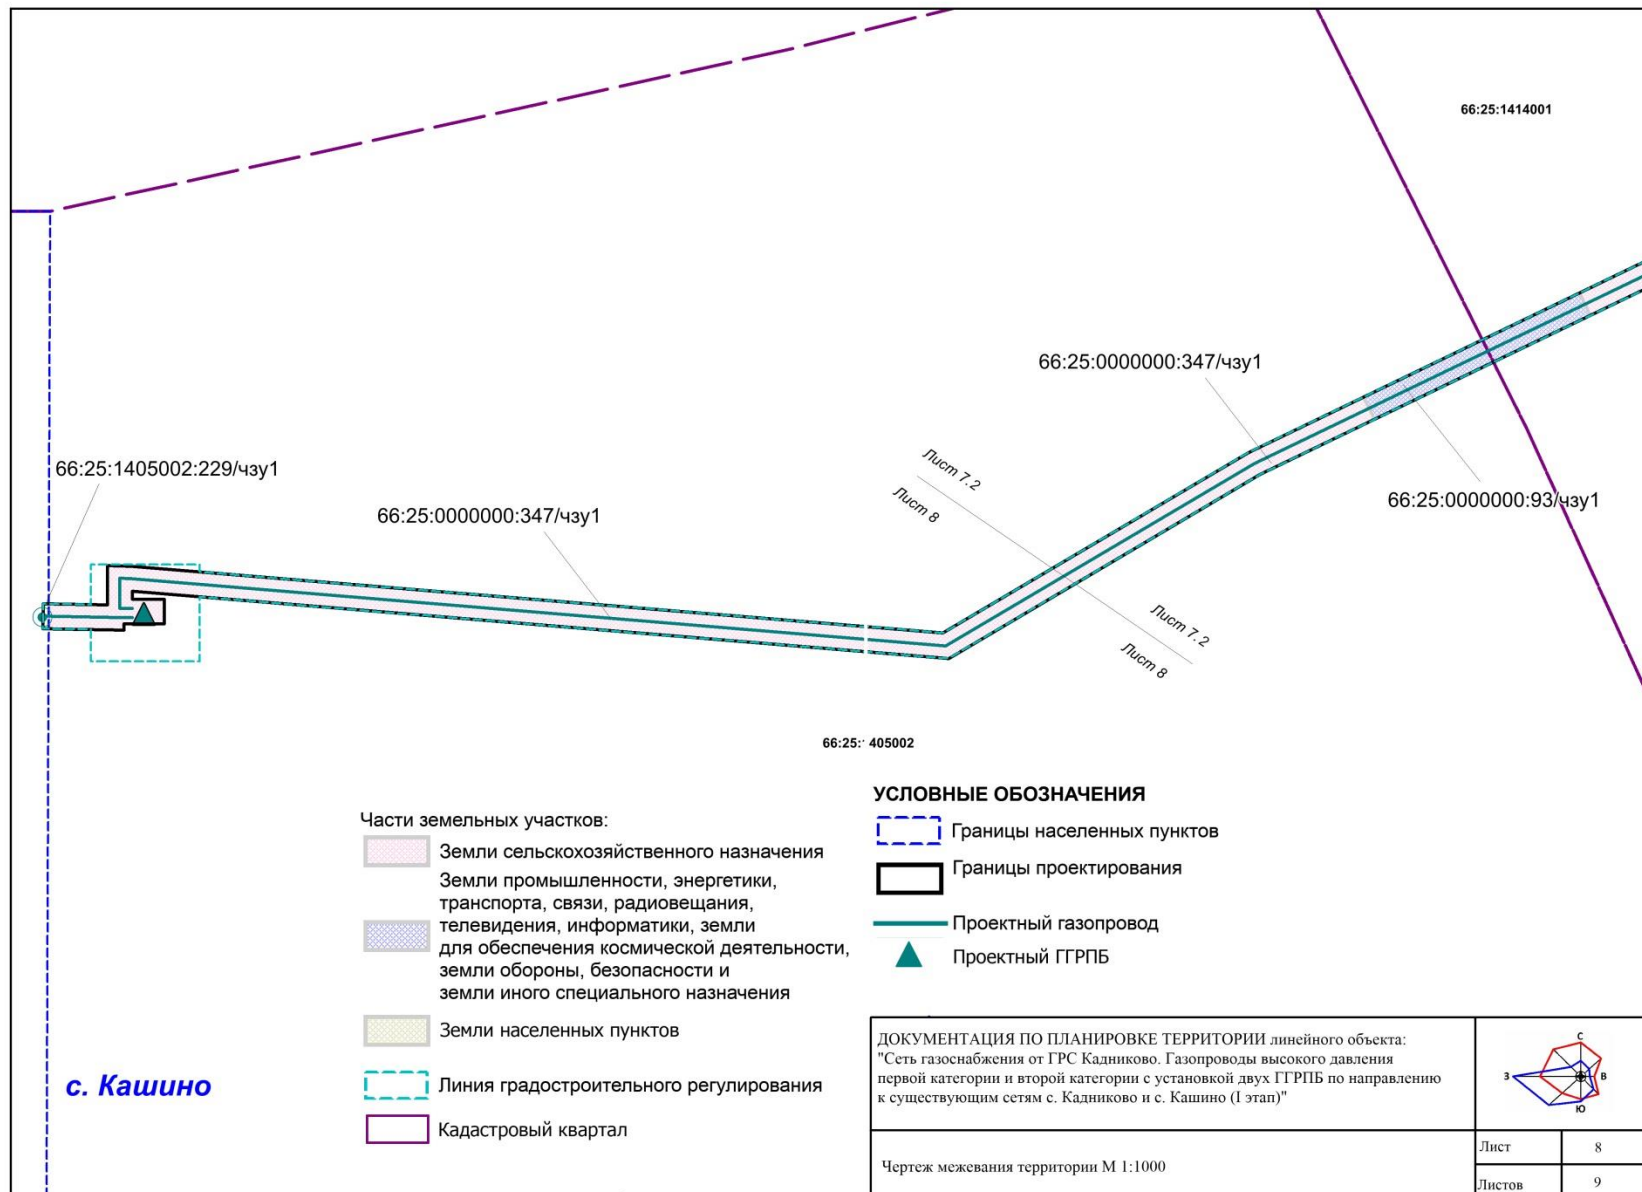 66:25:1414001
66:25:0000000:347/чзу1
66:25:1405002:229/чзу1
Лист 7.2
Лист 8
66:25:0000000:93/чзу1
66:25:0000000:347/чзу1
Лист 7.2
Лист 8
66:25: 405002
УСЛОВНЫЕ ОБОЗНАЧЕНИЯ
Границы населенных пунктов
Границы проектирования
Проектный газопровод
Проектный ГГРПБ
Части земельных участков:
Земли сельскохозяйственного назначения
Земли промышленности, энергетики,
транспорта, связи, радиовещания,
телевидения, информатики, земли
для обеспечения космической деятельности,
земли обороны, безопасности и
земли иного специального назначения
Земли населенных пунктов
Линия градостроительного регулирования
Кадастровый квартал
с. Кашино
ДОКУМЕНТАЦИЯ ПО ПЛАНИРОВКЕ ТЕРРИТОРИИ линейного объекта:
"Сеть газоснабжения от ГРС Кадниково. Газопроводы высокого давления
первой категории и второй категории с установкой двух ГГРПБ по направлению
к существующим сетям с. Кадниково и с. Кашино (I этап)"
С
З
В
Ю
Чертеж межевания территории М 1:1000
Лист 8
Листов 9